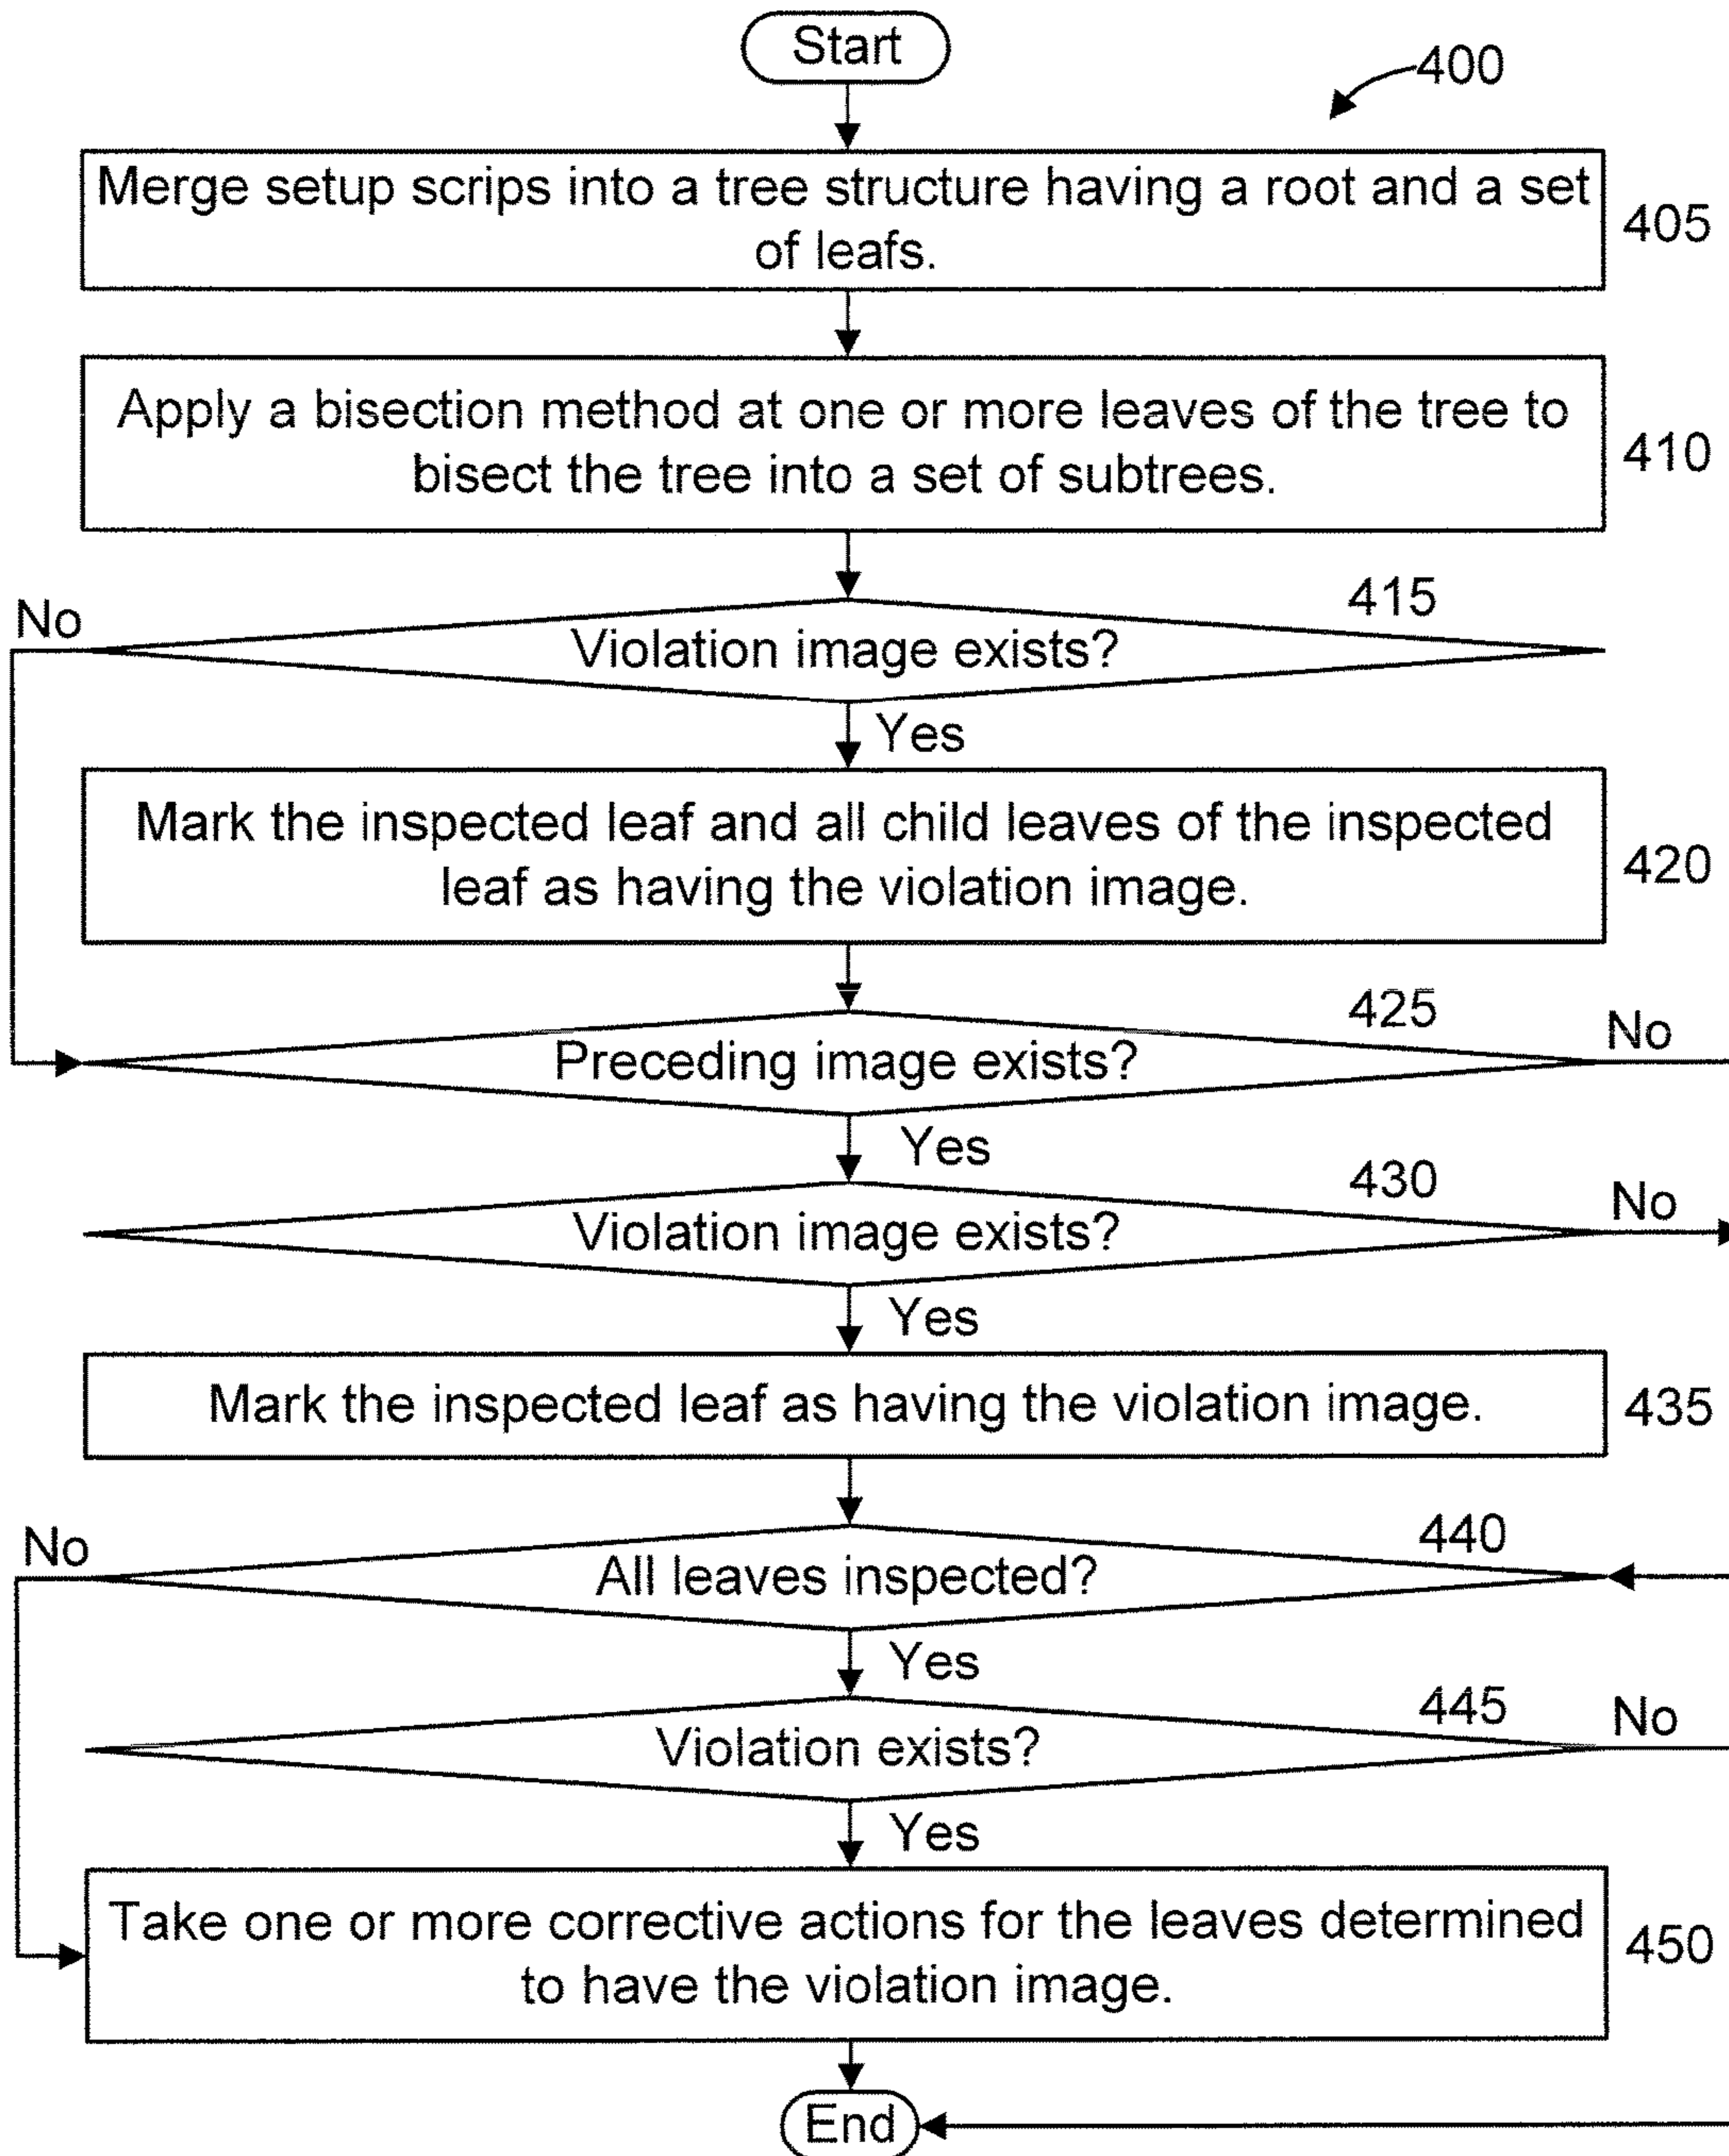 Start
400
Merge setup scrips into a tree structure having a root and a set
of leafs.
405
Apply a bisection method at one or more leaves of the tree to
bisect the tree into a set of subtrees.
410
415
No
Violation image exists?
Yes
Mark the inspected leaf and all child leaves of the inspected
leaf as having the violation image.
420
425
No
Preceding image exists?
Yes
430
No
Violation image exists?
Yes
Mark the inspected leaf as having the violation image.
435
No
440
All leaves inspected?
Yes
445
No
Violation exists?
Yes
Take one or more corrective actions for the leaves determined
to have the violation image.
450
End